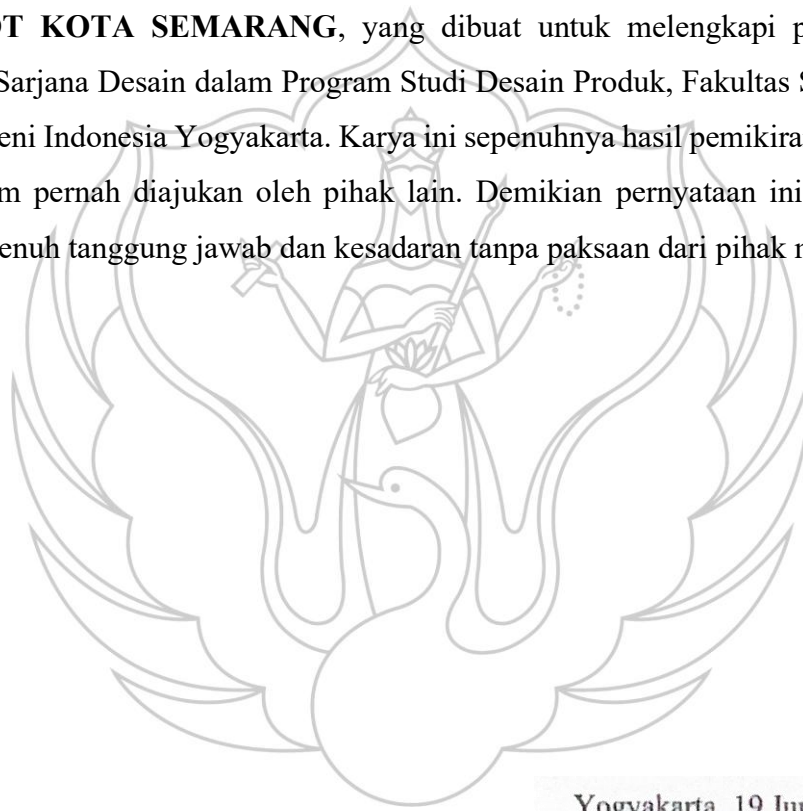 KOTA SEMARANG, yang dibuat untuk melengkapi
Sarjana Desain dalam Program Studi Desain Produk, Fakultas
Indonesia Yogyakarta. Karya ini sepenuhnya hasil
pernah diajukan oleh pihak lain. Demikian pernyataan ini
tanggung jawab dan kesadaran tanpa paksaan dari pihak
Yogyakarta, 19